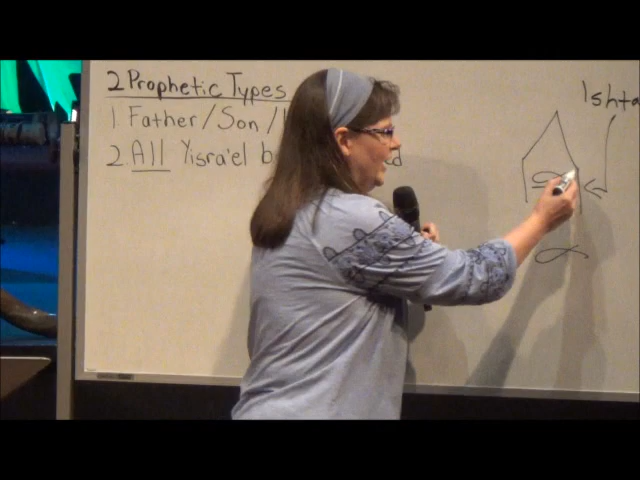 2 Prophetic Types
1 Father/Son/
2. All Yisra'el
Ishta